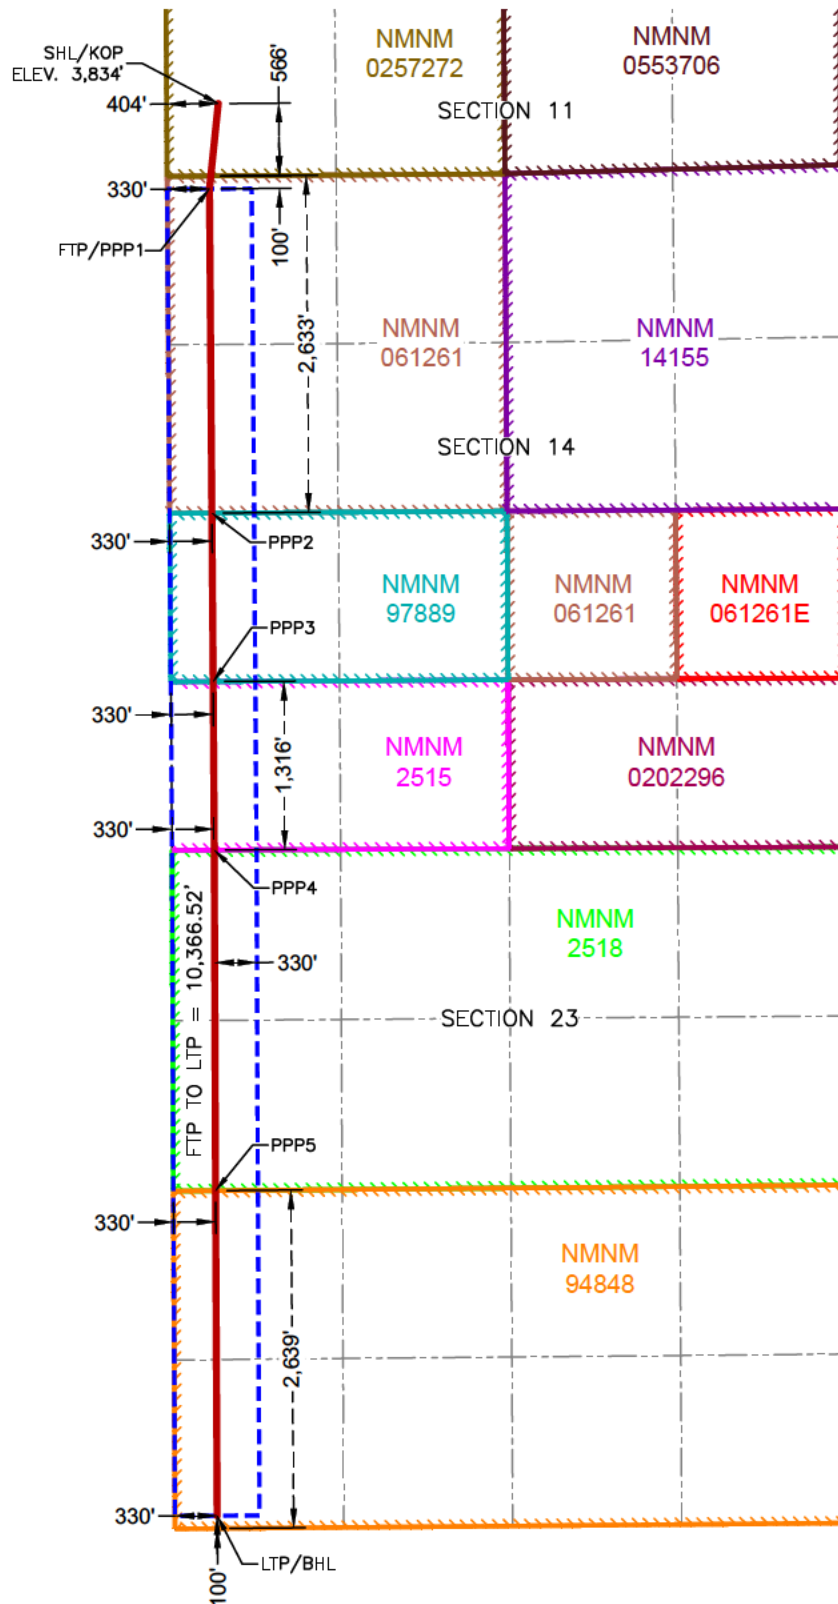 SHL/KOP
ELEV. 3,834'
566'
NMNM
0257272
NMNM
0553706
404'
SECTION 11
330'
FTP/PPP1
100'
2,633'
NMNM
061261
NMNM
14155
SECTION 14
330'
PPP2
NMNM
97889
NMNM
061261
NMNM
061261E
PPP3
330'
1,316'
NMNM
2515
NMNM
0202296
330'
PPP4
FTP TO LTP = 10,366.52'
NMNM
2518
330'
SECTION 23
PPP5
330'
NMNM
94848
2,639'
330'
LTP/BHL
100'